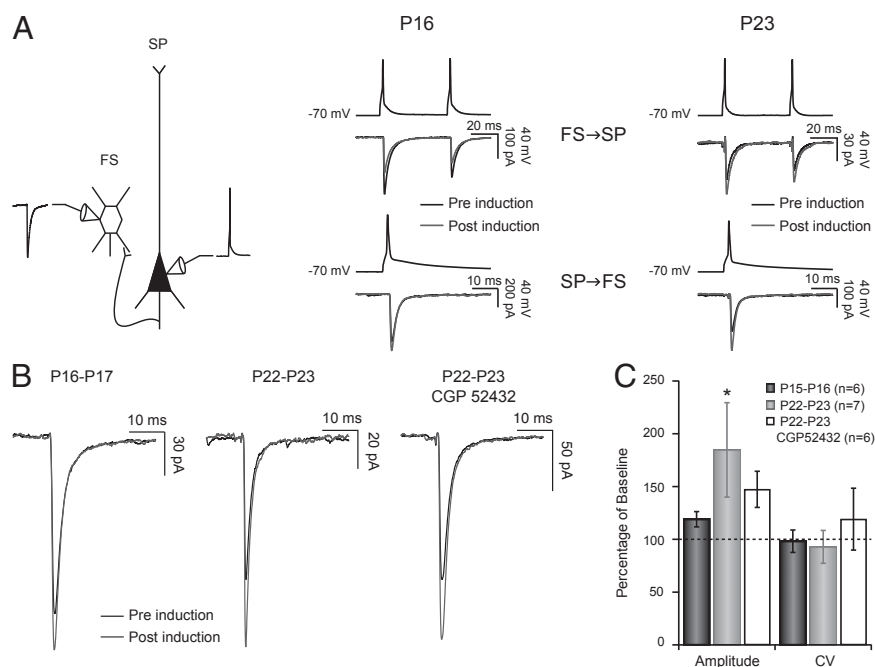 A
SP
FS
P16
P23
-70 mV
20 ms
40 mV
100 pA
FS→SP
-70 mV
20 ms
40 mV
30 pA
Pre induction
Post induction
Pre induction
Post induction
-70 mV
10 ms
40 mV
200 pA
SP→FS
-70 mV
10 ms
40 mV
100 pA
B
P16-P17
P22-P23
P22-P23
CGP 52432
10 ms
30 pA
10 ms
20 pA
10 ms
50 pA
Pre induction
Post induction
C
Percentage of Baseline
250
200
150
100
50
0
*
P15-P16 (n=6)
P22-P23 (n=7)
P22-P23
CGP52432 (n=6)
Amplitude
CV